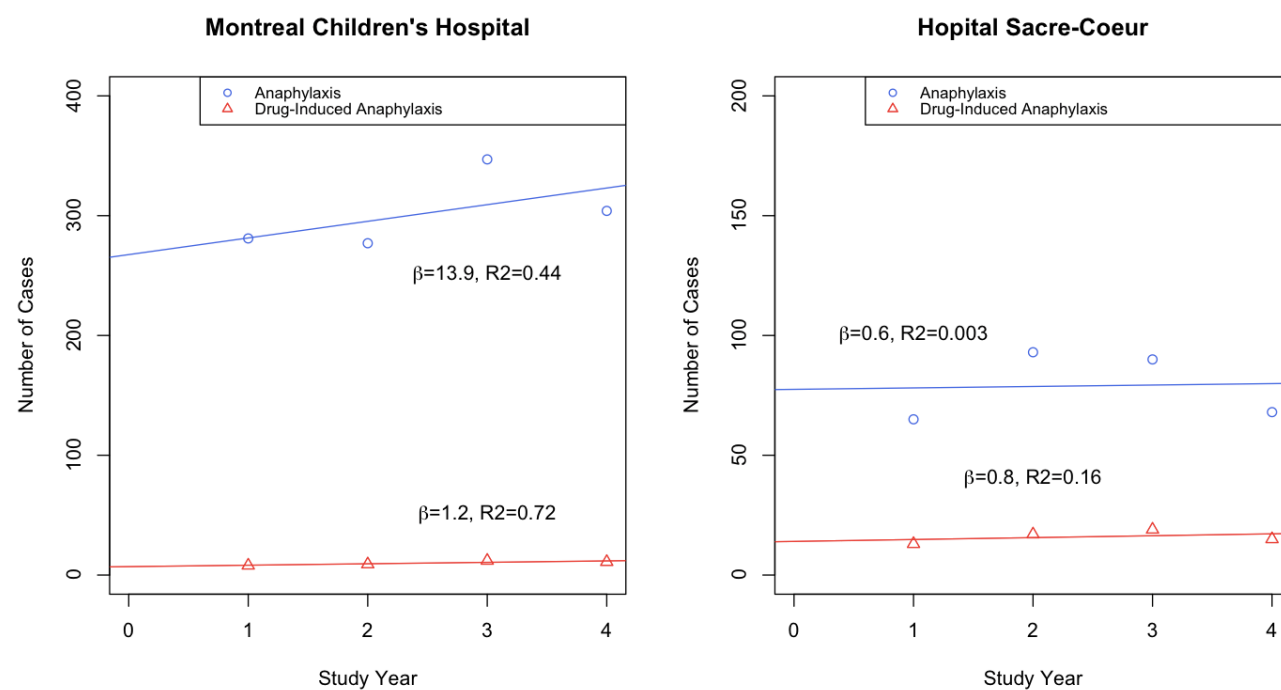 Montreal Children's Hospital
Anaphylaxis
Drug-Induced Anaphylaxis
Number of Cases
400
300
200
100
0
β=13.9, R2=0.44
β=1.2, R2=0.72
0 1 2 3 4
Study Year
Hopital Sacre-Coeur
Anaphylaxis
Drug-Induced Anaphylaxis
Number of Cases
200
150
100
50
0
β=0.6, R2=0.003
β=0.8, R2=0.16
0 1 2 3 4
Study Year